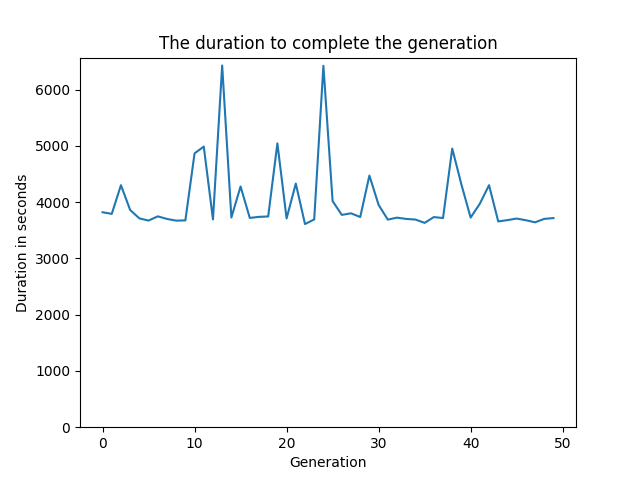 The duration to complete the generation
Duration in seconds
6000
5000
4000
3000
2000
1000
0
0 10 20 30 40 50
Generation